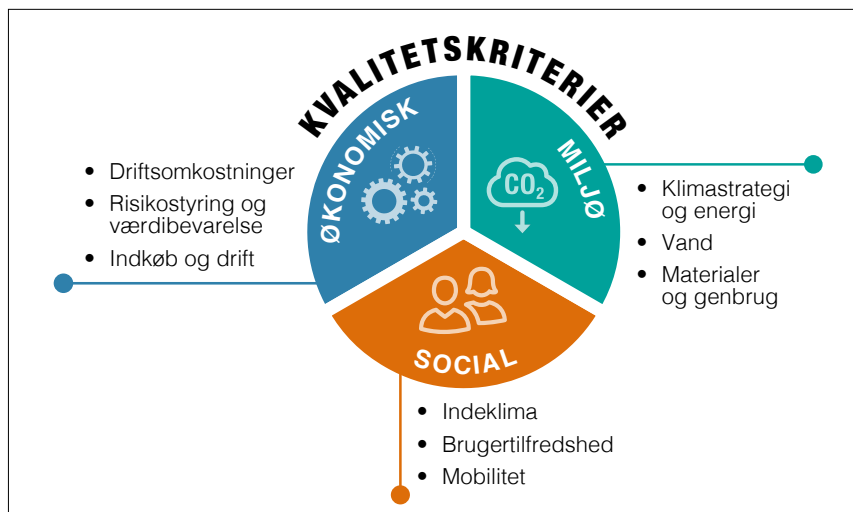 KVALITETSKRITERIER
ØKONOMISK
• Driftsomkostninger
• Risikostyring og
værdibevarelse
• Indkøb og drift
MILJØ
CO₂
• Klimastrategi
og energi
• Vand
• Materialer
og genbrug
SOCIAL
• Indeklima
• Brugertilfredshed
• Mobilitet